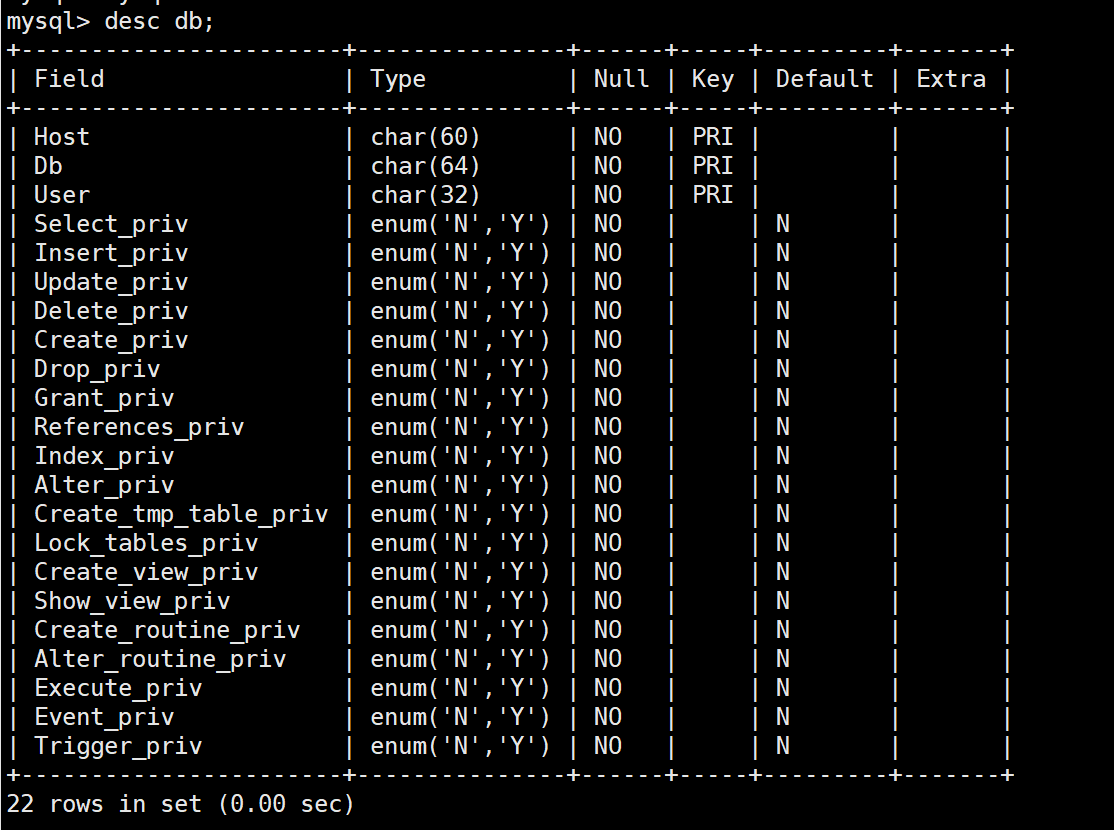 mysql> desc db;
+-----------------------+---------------+------+-----+---------+-------+
| Field                 | Type          | Null | Key | Default | Extra |
+-----------------------+---------------+------+-----+---------+-------+
| Host                  | char(60)      | NO   | PRI |         |       |
| Db                    | char(64)      | NO   | PRI |         |       |
| User                  | char(32)      | NO   | PRI |         |       |
| Select_priv           | enum('N','Y') | NO   |     | N       |       |
| Insert_priv           | enum('N','Y') | NO   |     | N       |       |
| Update_priv           | enum('N','Y') | NO   |     | N       |       |
| Delete_priv           | enum('N','Y') | NO   |     | N       |       |
| Create_priv           | enum('N','Y') | NO   |     | N       |       |
| Drop_priv             | enum('N','Y') | NO   |     | N       |       |
| Grant_priv            | enum('N','Y') | NO   |     | N       |       |
| References_priv       | enum('N','Y') | NO   |     | N       |       |
| Index_priv            | enum('N','Y') | NO   |     | N       |       |
| Alter_priv            | enum('N','Y') | NO   |     | N       |       |
| Create_tmp_table_priv | enum('N','Y') | NO   |     | N       |       |
| Lock_tables_priv      | enum('N','Y') | NO   |     | N       |       |
| Create_view_priv      | enum('N','Y') | NO   |     | N       |       |
| Show_view_priv        | enum('N','Y') | NO   |     | N       |       |
| Create_routine_priv   | enum('N','Y') | NO   |     | N       |       |
| Alter_routine_priv    | enum('N','Y') | NO   |     | N       |       |
| Execute_priv          | enum('N','Y') | NO   |     | N       |       |
| Event_priv            | enum('N','Y') | NO   |     | N       |       |
| Trigger_priv          | enum('N','Y') | NO   |     | N       |       |
+-----------------------+---------------+------+-----+---------+-------+
22 rows in set (0.00 sec)